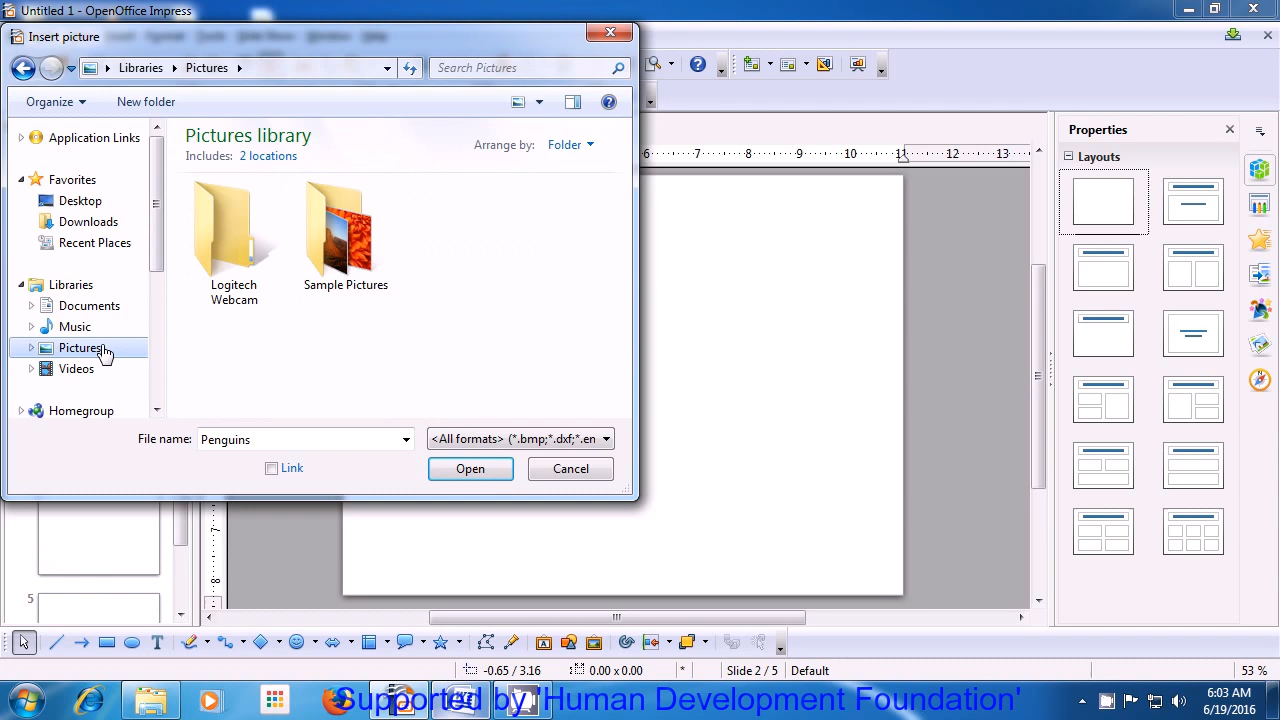 Untitled 1 - OpenOffice Impress
Insert picture
Libraries
Pictures
Search Pictures
Organize
New folder
Application Links
Favorites
Desktop
Downloads
Recent Places
Libraries
Documents
Music
Pictures
Videos
Homegroup
Pictures library
Includes: 2 locations
Arrange by: Folder
Logitech
Webcam
Sample Pictures
File name: Penguins
<All formats> (*.bmp;*.dxf;*.en
Link
Open
Cancel
6 7 8 9 10 11 12 13
Properties
Layouts
7
8
5
-0.65 / 3.16
0.00 x 0.00
*
Slide 2 / 5
Default
53 %
Supported by 'Human Development Foundation'
6:03 AM
6/19/2016